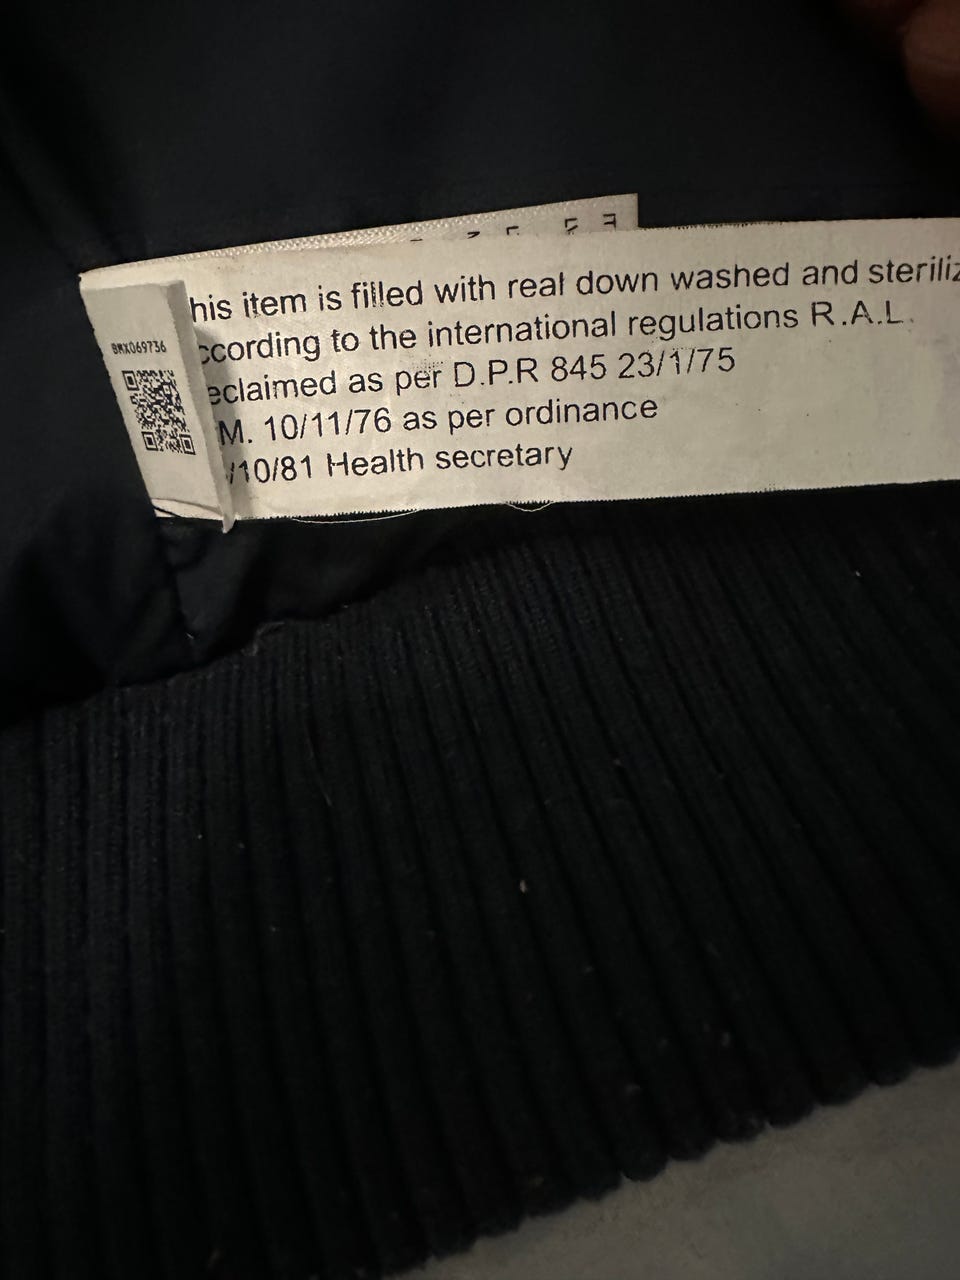 BMX069736
his item is filled with real down washed and steriliz
ccording to the international regulations R.A.L.
eclaimed as per D.P.R 845 23/1/75
M. 10/11/76 as per ordinance
/10/81 Health secretary